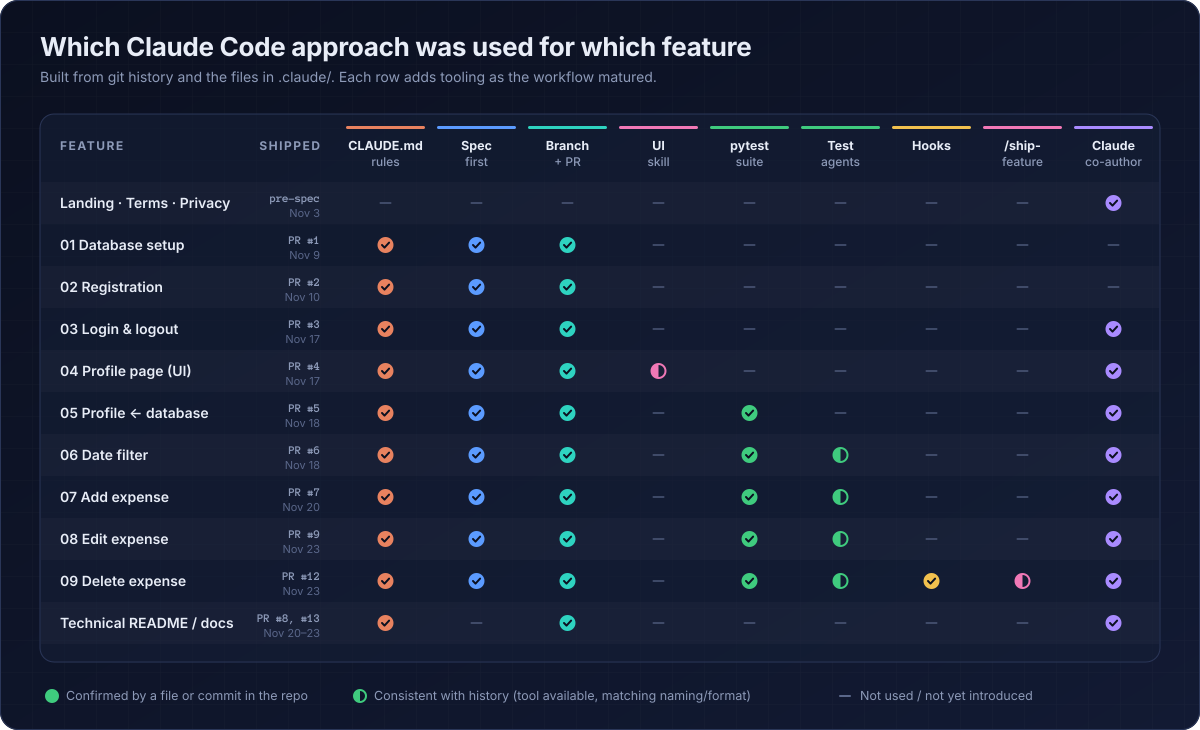 Which Claude Code approach was used for which feature
Built from git history and the files in .claude/. Each row adds tooling as the workflow matured.
FEATURE SHIPPED CLAUDE.md Spec Branch UI pytest Test Hooks /ship- Claude
rules first + PR skill suite agents feature co-author
Landing · Terms · Privacy pre-spec — — — — — — — —
Nov 3
01 Database setup PR #1 — — — — — —
Nov 9
02 Registration PR #2 — — — — — —
Nov 10
03 Login & logout PR #3 — — — — —
Nov 17
04 Profile page (UI) PR #4 — — — —
Nov 17
05 Profile ← database PR #5 — — — —
Nov 18
06 Date filter PR #6 — — —
Nov 18
07 Add expense PR #7 — — —
Nov 20
08 Edit expense PR #9 — — —
Nov 23
09 Delete expense PR #12 —
Nov 23
Technical README / docs PR #8, #13 — — — — — —
Nov 20–23
Confirmed by a file or commit in the repo Consistent with history (tool available, matching naming/format) — Not used / not yet introduced